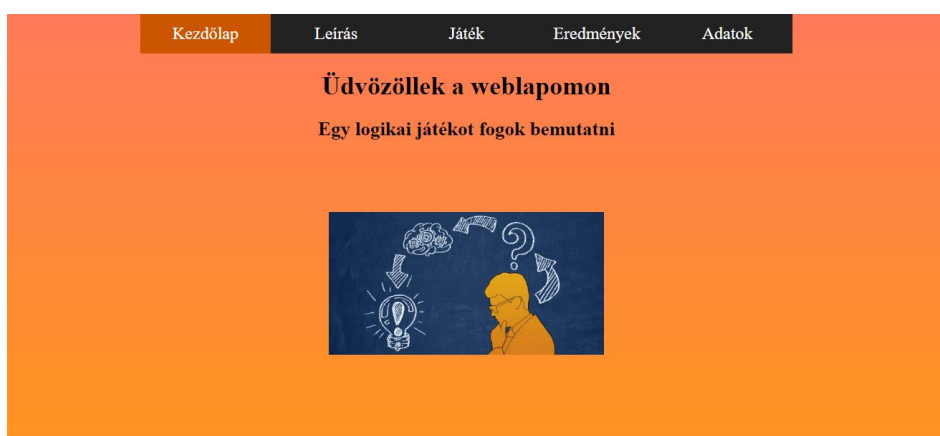 Kezdőlap Leírás Játék Eredmények Adatok
Üdvözöllek a weblapomon
Egy logikai játékot fogok bemutatni